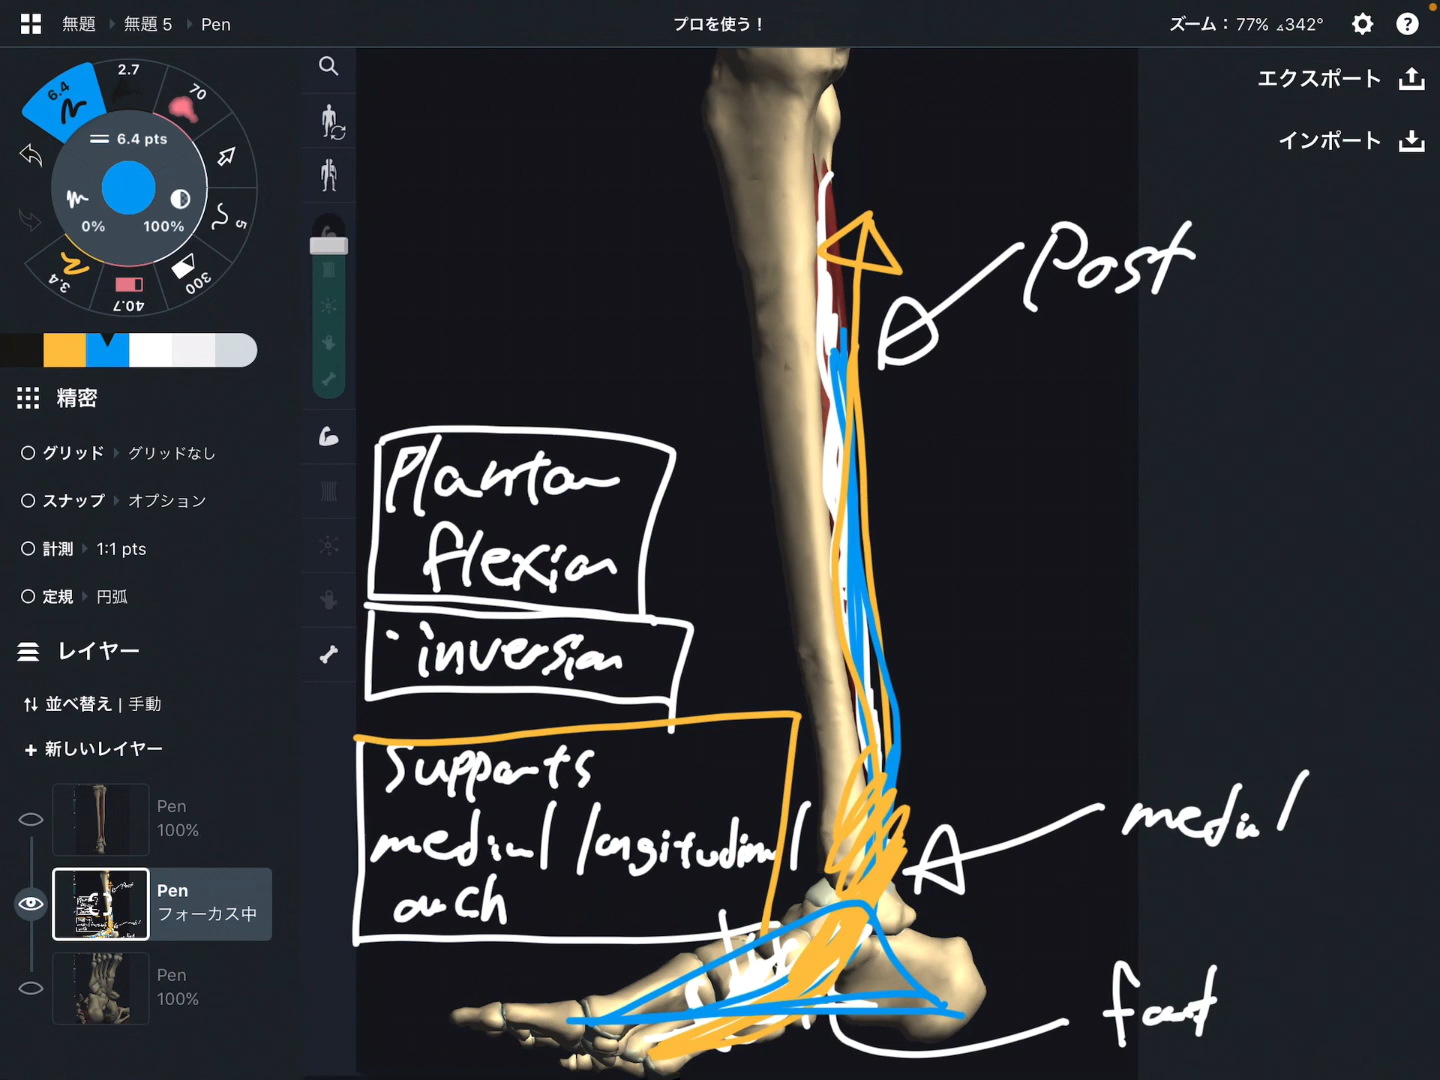 無題 無題 5 Pen
プロを使う！
ズーム： 77% ⊿342°
エクスポート
インポート
6.4
2.7
70
6.4 pts
0%
100%
5
300
40.7
3.4
精密
グリッド グリッドなし
スナップ オプション
計測 1:1 pts
定規 円弧
レイヤー
並べ替え | 手動
+ 新しいレイヤー
Pen
100%
Pen
フォーカス中
Pen
100%
Post
Plantar
flexion
inversion
Supports
medial longitudinal
arch
medial
foot